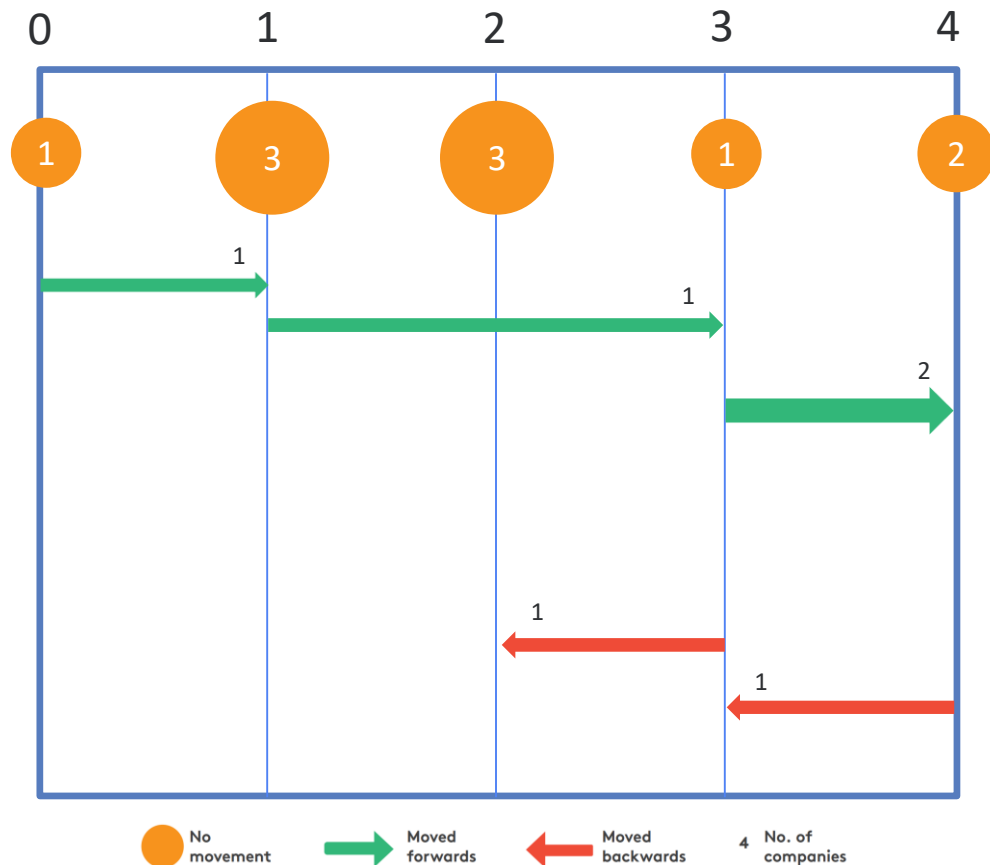 0 1 2 3 4
1 3 3 1 2
1
1
2
1
1
No movement
Moved forwards
Moved backwards
4 No. of companies